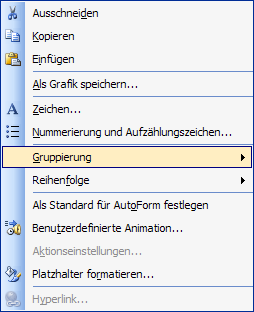 Ausschneiden
Kopieren
Einfügen
Als Grafik speichern...
Zeichen...
Nummerierung und Aufzählungszeichen...
Gruppierung
Reihenfolge
Als Standard für AutoForm festlegen
Benutzerdefinierte Animation...
Aktionseinstellungen...
Platzhalter formatieren...
Hyperlink...